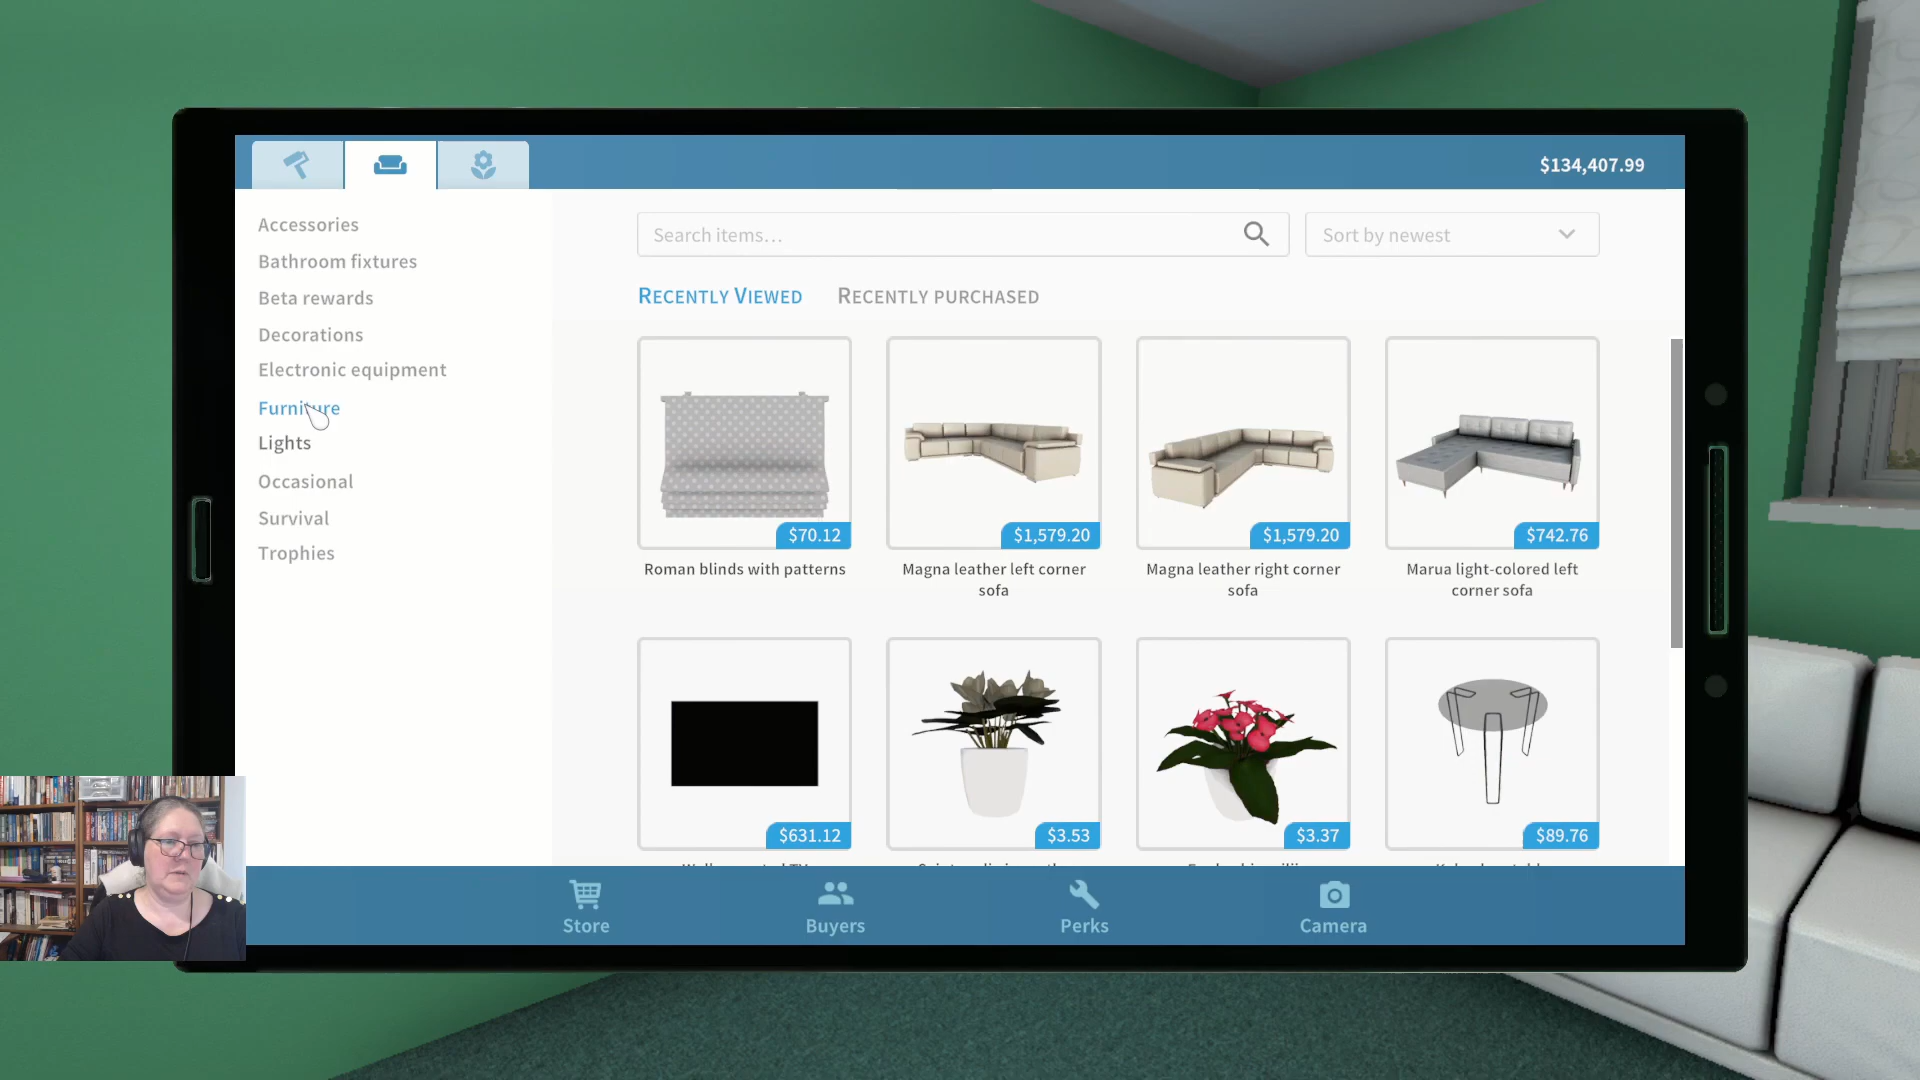 $134,407.99
Accessories
Bathroom fixtures
Beta rewards
Decorations
Electronic equipment
Furniture
Lights
Occasional
Survival
Trophies
Search items...
Sort by newest
RECENTLY VIEWED
RECENTLY PURCHASED
$70.12
Roman blinds with patterns
$1,579.20
Magna leather left corner
sofa
$1,579.20
Magna leather right corner
sofa
$742.76
Marua light-colored left
corner sofa
$631.12
$3.53
$3.37
$89.76
Store
Buyers
Perks
Camera